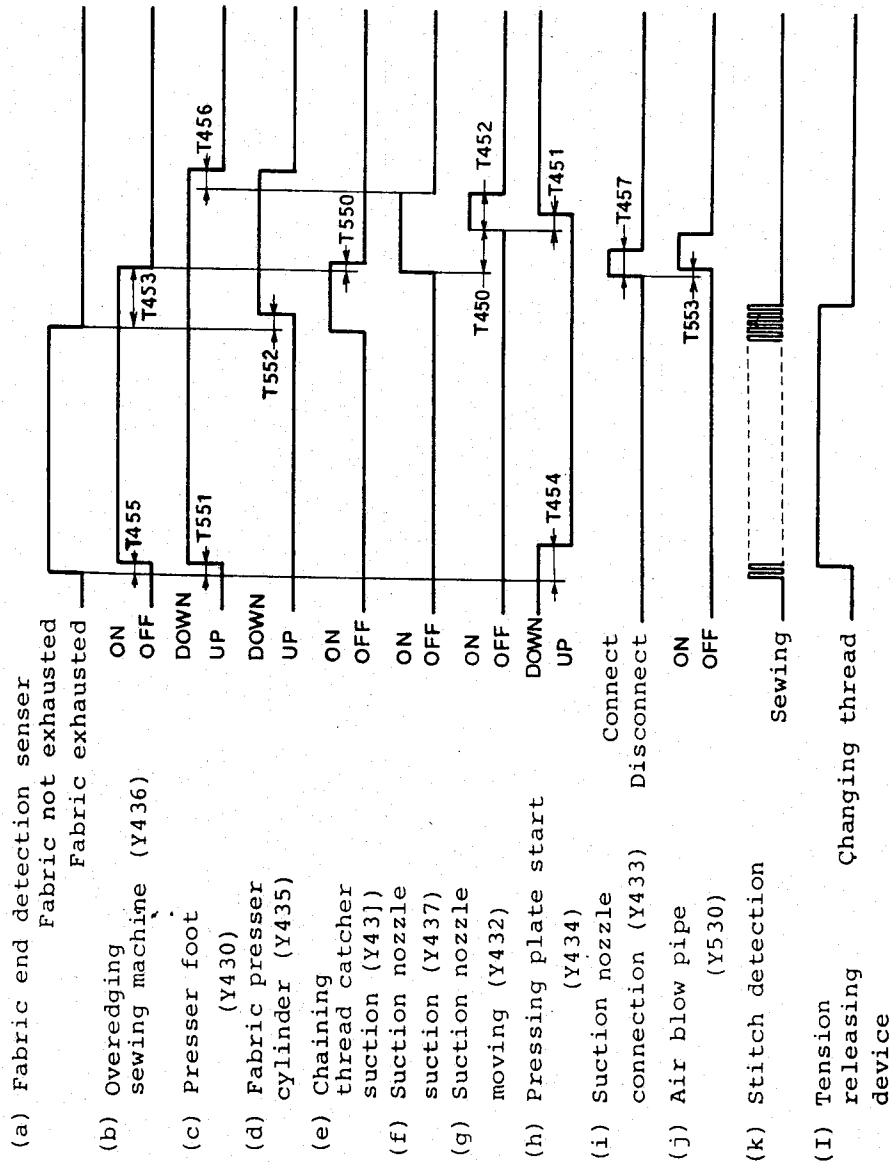 (a) Fabric end detection senser
Fabric not exhausted
Fabric exhausted
(b) Overedging
sewing machine (Y436)
ON
OFF
T455
T453
(c) Presser foot
(Y430)
DOWN
UP
T551
T456
(d) Fabric presser
cylinder (Y435)
DOWN
UP
T552
(e) Chaining
thread catcher
suction (Y43])
ON
OFF
T550
(f) Suction nozzle
suction (Y437)
ON
OFF
(g) Suction nozzle
moving (Y432)
ON
OFF
T450
T452
(h) Pressing plate start
(Y434)
DOWN
UP
T454
T451
(i) Suction nozzle
connection (Y433)
Connect
Disconnect
T457
(j) Air blow pipe
(Y530)
ON
OFF
T553
(k) Stitch detection
Sewing
(I) Tension
releasing
device
Changing thread